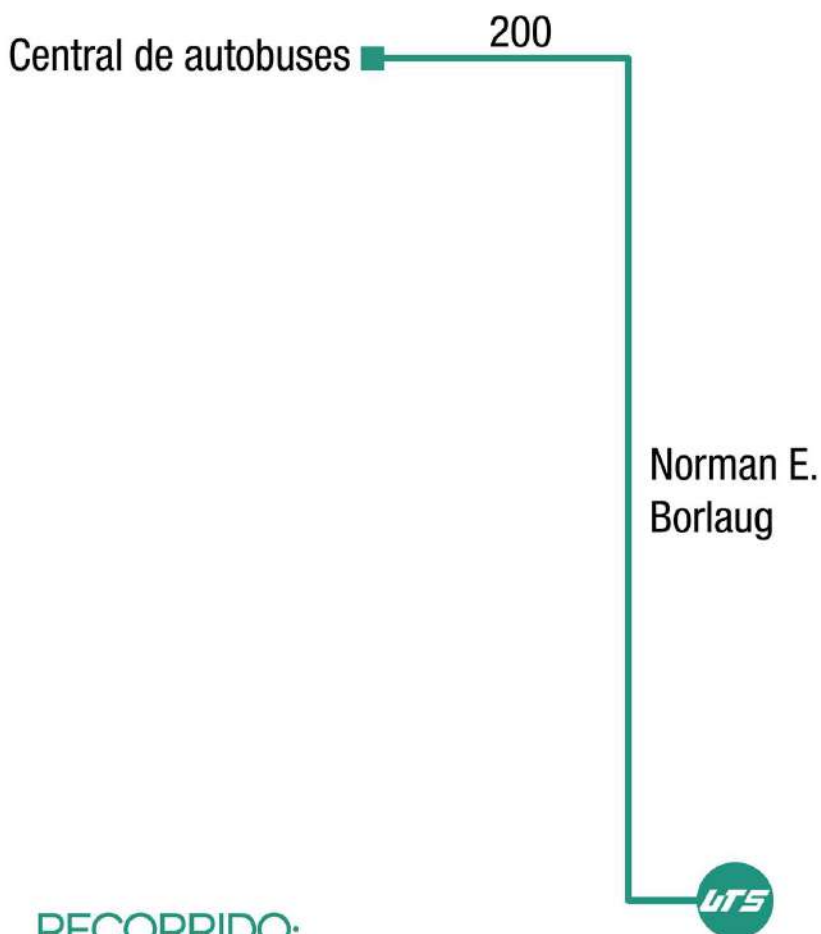 200
Central de autobuses
Norman E.
Borlaug
UTS
RECORRIDO: